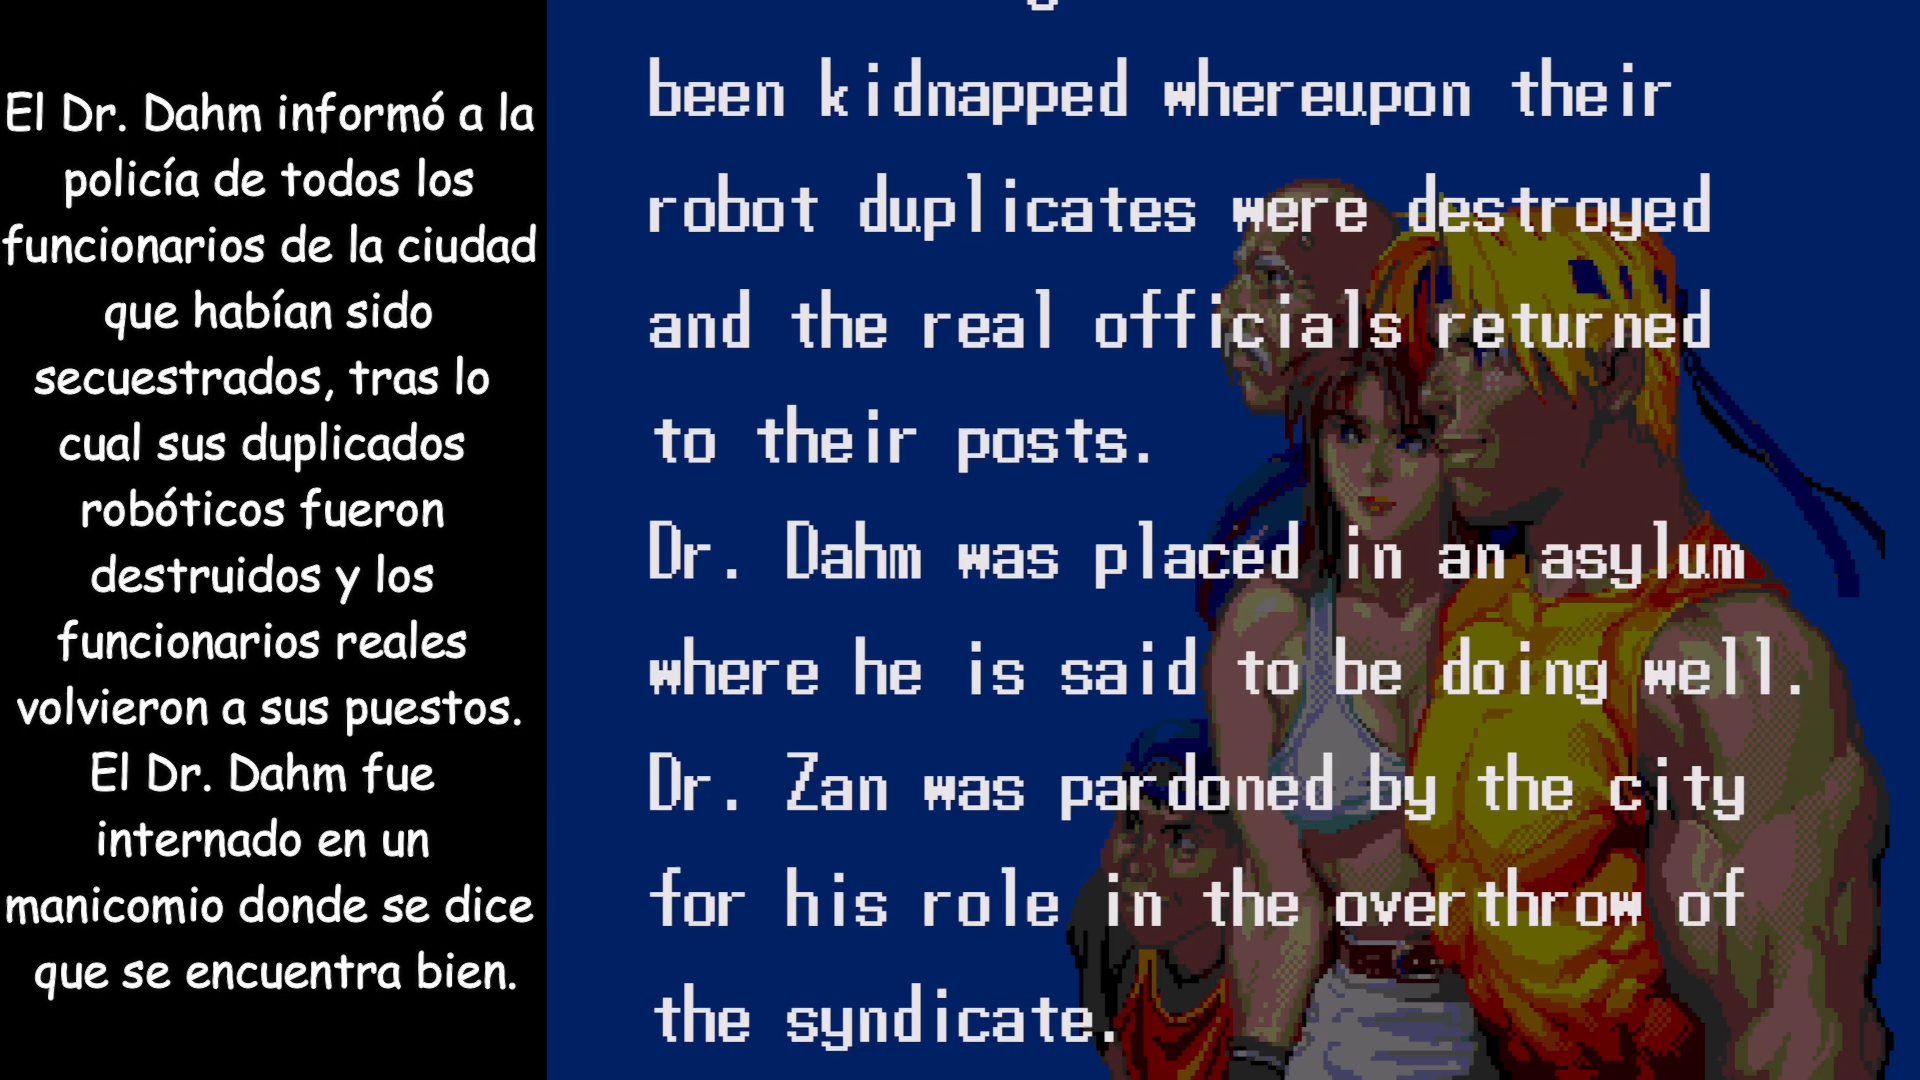 El Dr. Dahm informó a la
policía de todos los
funcionarios de la ciudad
que habían sido
secuestrados, tras lo
cual sus duplicados
robóticos fueron
destruidos y los
funcionarios reales
volvieron a sus puestos.
El Dr. Dahm fue
internado en un
manicomio donde se dice
que se encuentra bien.
been kidnapped whereupon their
robot duplicates were destroyed
and the real officials returned
to their posts.
Dr. Dahm was placed in an asylum
where he is said to be doing well.
Dr. Zan was pardoned by the city
for his role in the overthrow of
the syndicate.